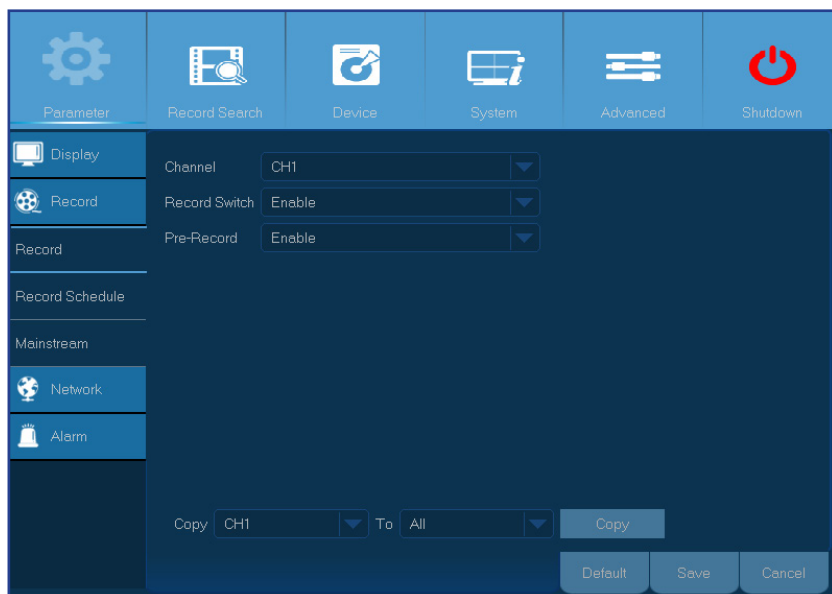 Parameter
Record Search
Device
System
Advanced
Shutdown
Display
Record
Record
Record Schedule
Mainstream
Network
Alarm
Channel CH1
Record Switch Enable
Pre-Record Enable
Copy CH1 To All Copy
Default Save Cancel